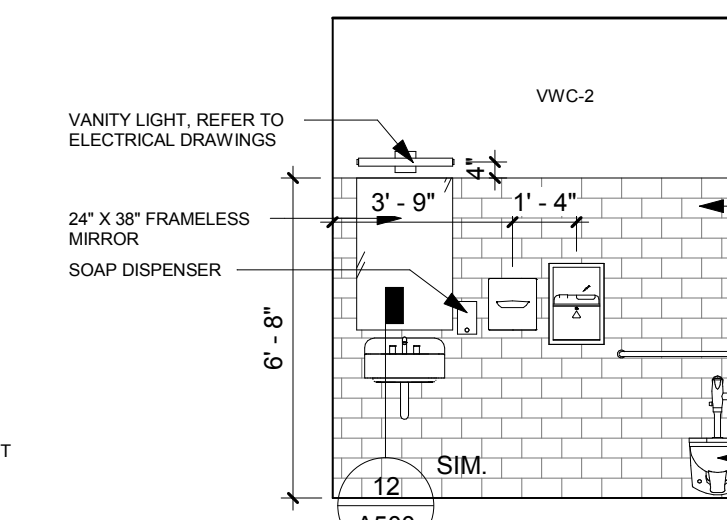 VWC-2
VANITY LIGHT, REFER TO
ELECTRICAL DRAWINGS
4"
3' - 9"
1' - 4"
24" X 38" FRAMELESS
MIRROR
SOAP DISPENSER
6' - 8"
T
SIM.
12